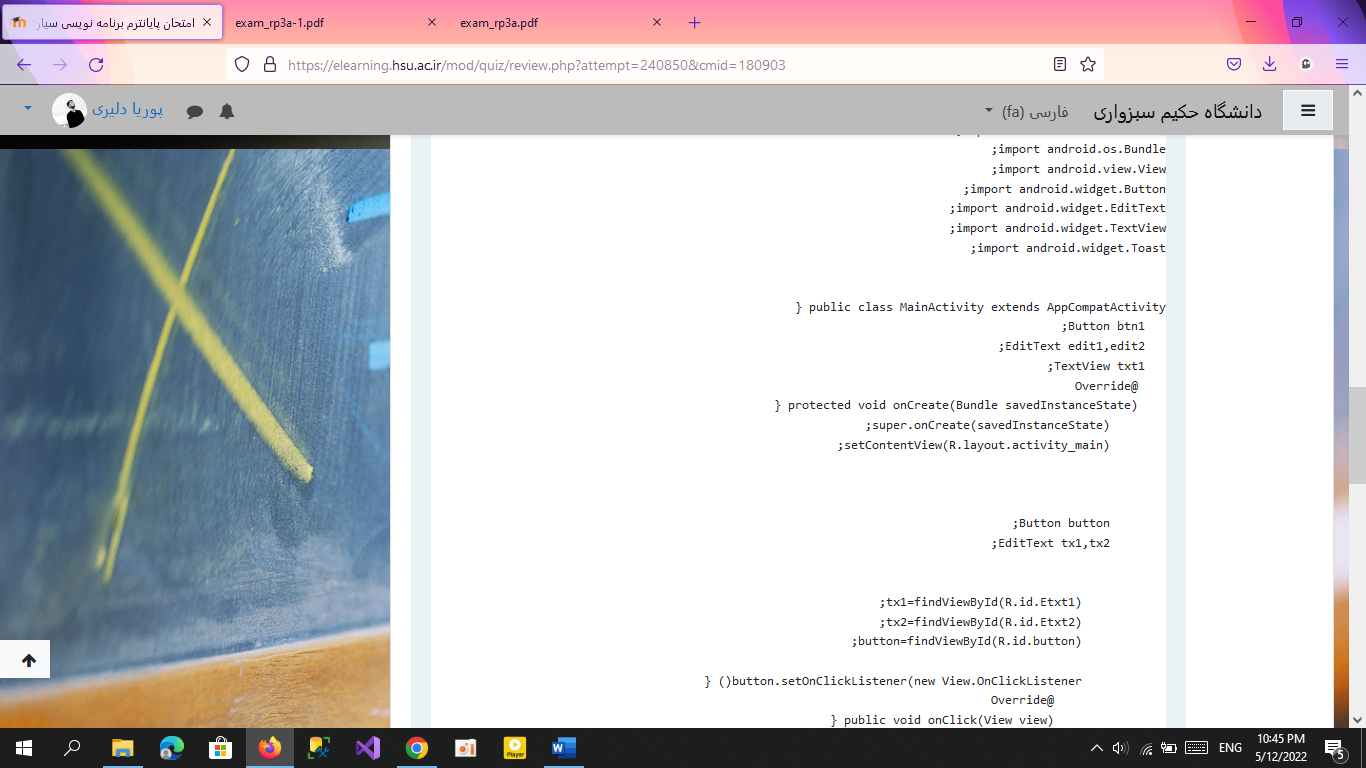 امتحان پایانترم برنامه نویسی سیار
exam_rp3a-1.pdf
exam_rp3a.pdf
https://elearning.hsu.ac.ir/mod/quiz/review.php?attempt=240850&cmid=180903
دانشگاه حکیم سبزواری
فارسی ‎(fa)‎
پوریا دلیری
;import android.os.Bundle
;import android.view.View
;import android.widget.Button
;import android.widget.EditText
;import android.widget.TextView
;import android.widget.Toast
} public class MainActivity extends AppCompatActivity
;Button btn1
;EditText edit1,edit2
;TextView txt1
Override@
} protected void onCreate(Bundle savedInstanceState)
;super.onCreate(savedInstanceState)
;setContentView(R.layout.activity_main)
;Button button
;EditText tx1,tx2
;tx1=findViewById(R.id.Etxt1)
;tx2=findViewById(R.id.Etxt2)
;button=findViewById(R.id.button)
} ()button.setOnClickListener(new View.OnClickListener
Override@
} public void onClick(View view)
Player
ENG
10:45 PM
5/12/2022
5